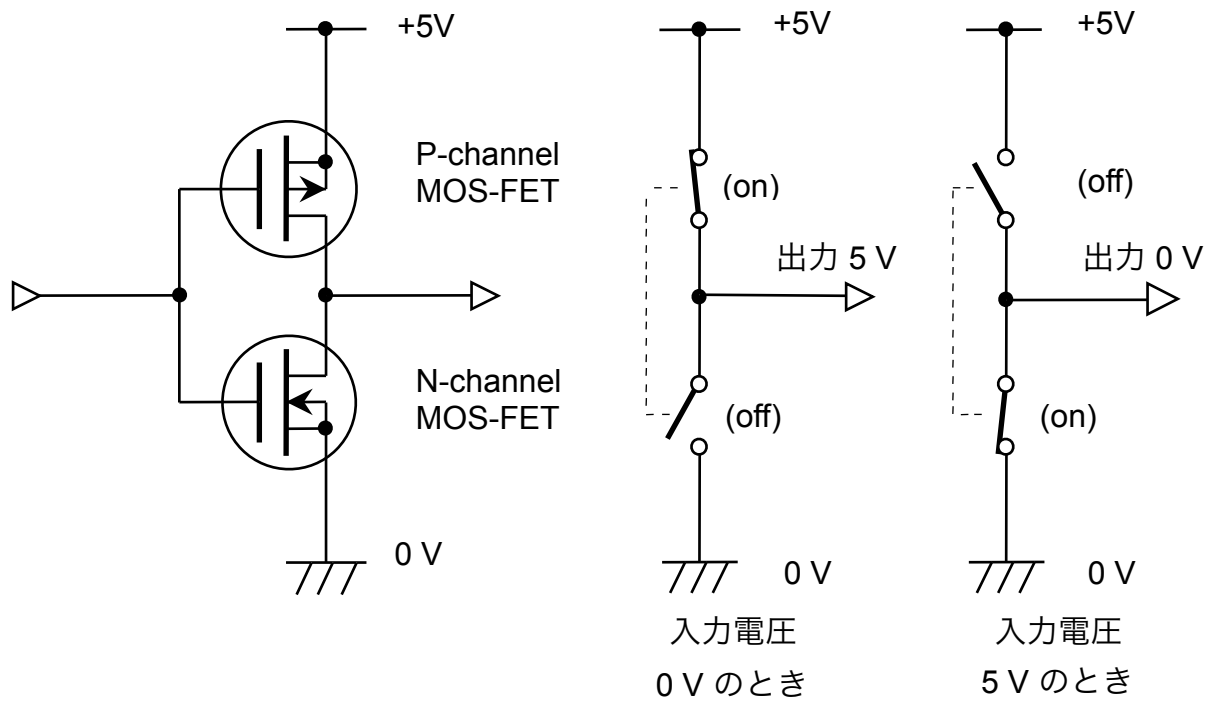 +5V
P-channel
MOS-FET
N-channel
MOS-FET
0 V
+5V
(on)
出力 5 V
(off)
0 V
入力電圧
0 V のとき
+5V
(off)
出力 0 V
(on)
0 V
入力電圧
5 V のとき